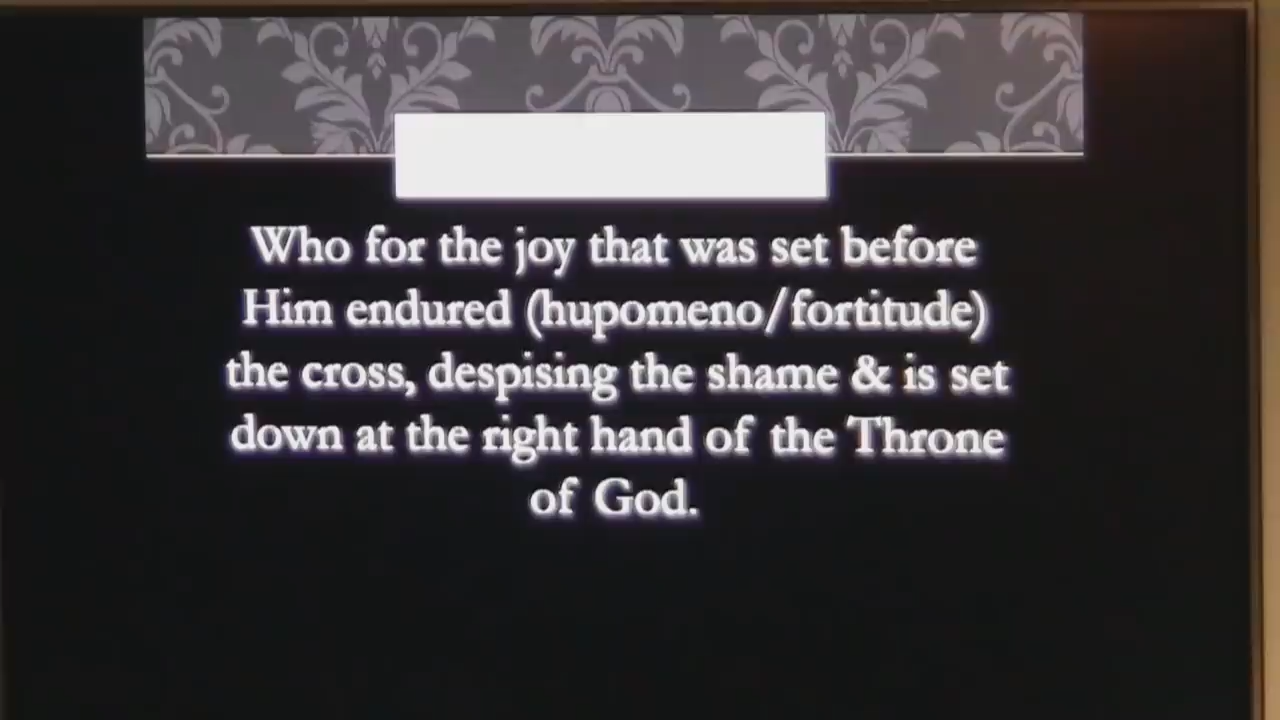 Who for the joy that was set before
Him endured (hupomeno/fortitude)
the cross, despising the shame & is set
down at the right hand of the Throne
of God.